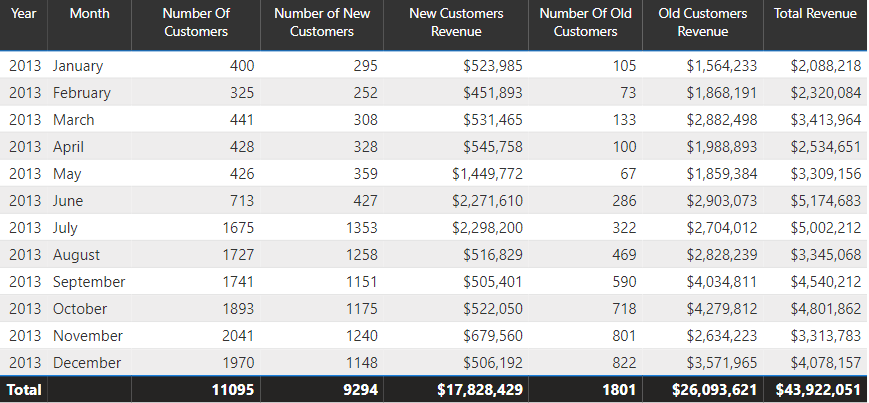 Year Month Number Of Customers Number of New Customers New Customers Revenue Number Of Old Customers Old Customers Revenue Total Revenue
2013 January 400 295 $523,985 105 $1,564,233 $2,088,218
2013 February 325 252 $451,893 73 $1,868,191 $2,320,084
2013 March 441 308 $531,465 133 $2,882,498 $3,413,964
2013 April 428 328 $545,758 100 $1,988,893 $2,534,651
2013 May 426 359 $1,449,772 67 $1,859,384 $3,309,156
2013 June 713 427 $2,271,610 286 $2,903,073 $5,174,683
2013 July 1675 1353 $2,298,200 322 $2,704,012 $5,002,212
2013 August 1727 1258 $516,829 469 $2,828,239 $3,345,068
2013 September 1741 1151 $505,401 590 $4,034,811 $4,540,212
2013 October 1893 1175 $522,050 718 $4,279,812 $4,801,862
2013 November 2041 1240 $679,560 801 $2,634,223 $3,313,783
2013 December 1970 1148 $506,192 822 $3,571,965 $4,078,157
Total 11095 9294 $17,828,429 1801 $26,093,621 $43,922,051